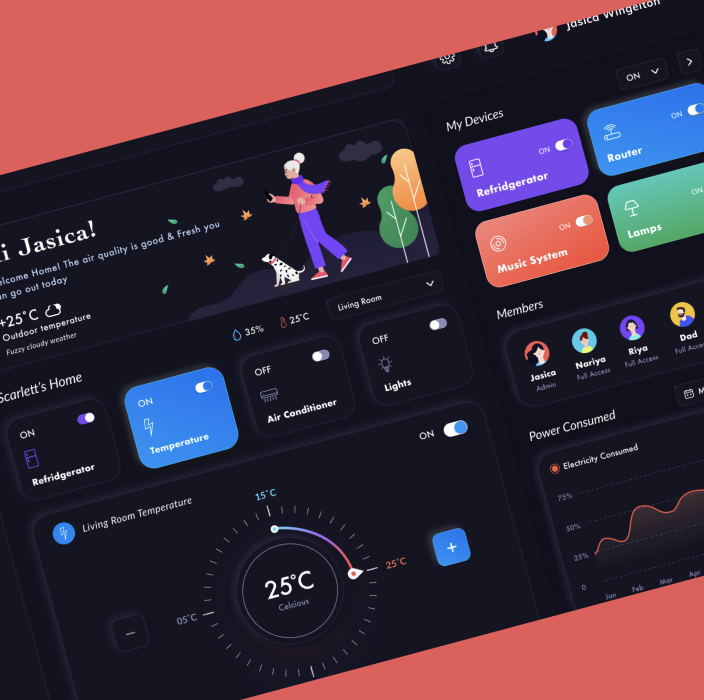 Jasica Wingelton
i Jasica!
elcome Home! The air quality is good & Fresh you
n go out today
+25°C
Outdoor temperature
Fuzzy cloudy weather
35%
25°C
Living Room
Scarlett's Home
ON
Refridgerator
ON
Temperature
OFF
Air Conditioner
OFF
Lights
Living Room Temperature
ON
15°C
05°C
25°C
Celcious
25°C
My Devices
ON
ON
Refridgerator
ON
Router
ON
Music System
ON
Lamps
Members
Jasica
Admin
Nariya
Full Access
Riya
Full Access
Dad
Full Acces
Power Consumed
M
Electricity Consumed
75%
50%
25%
0
Jan
Feb
Mar
Apr